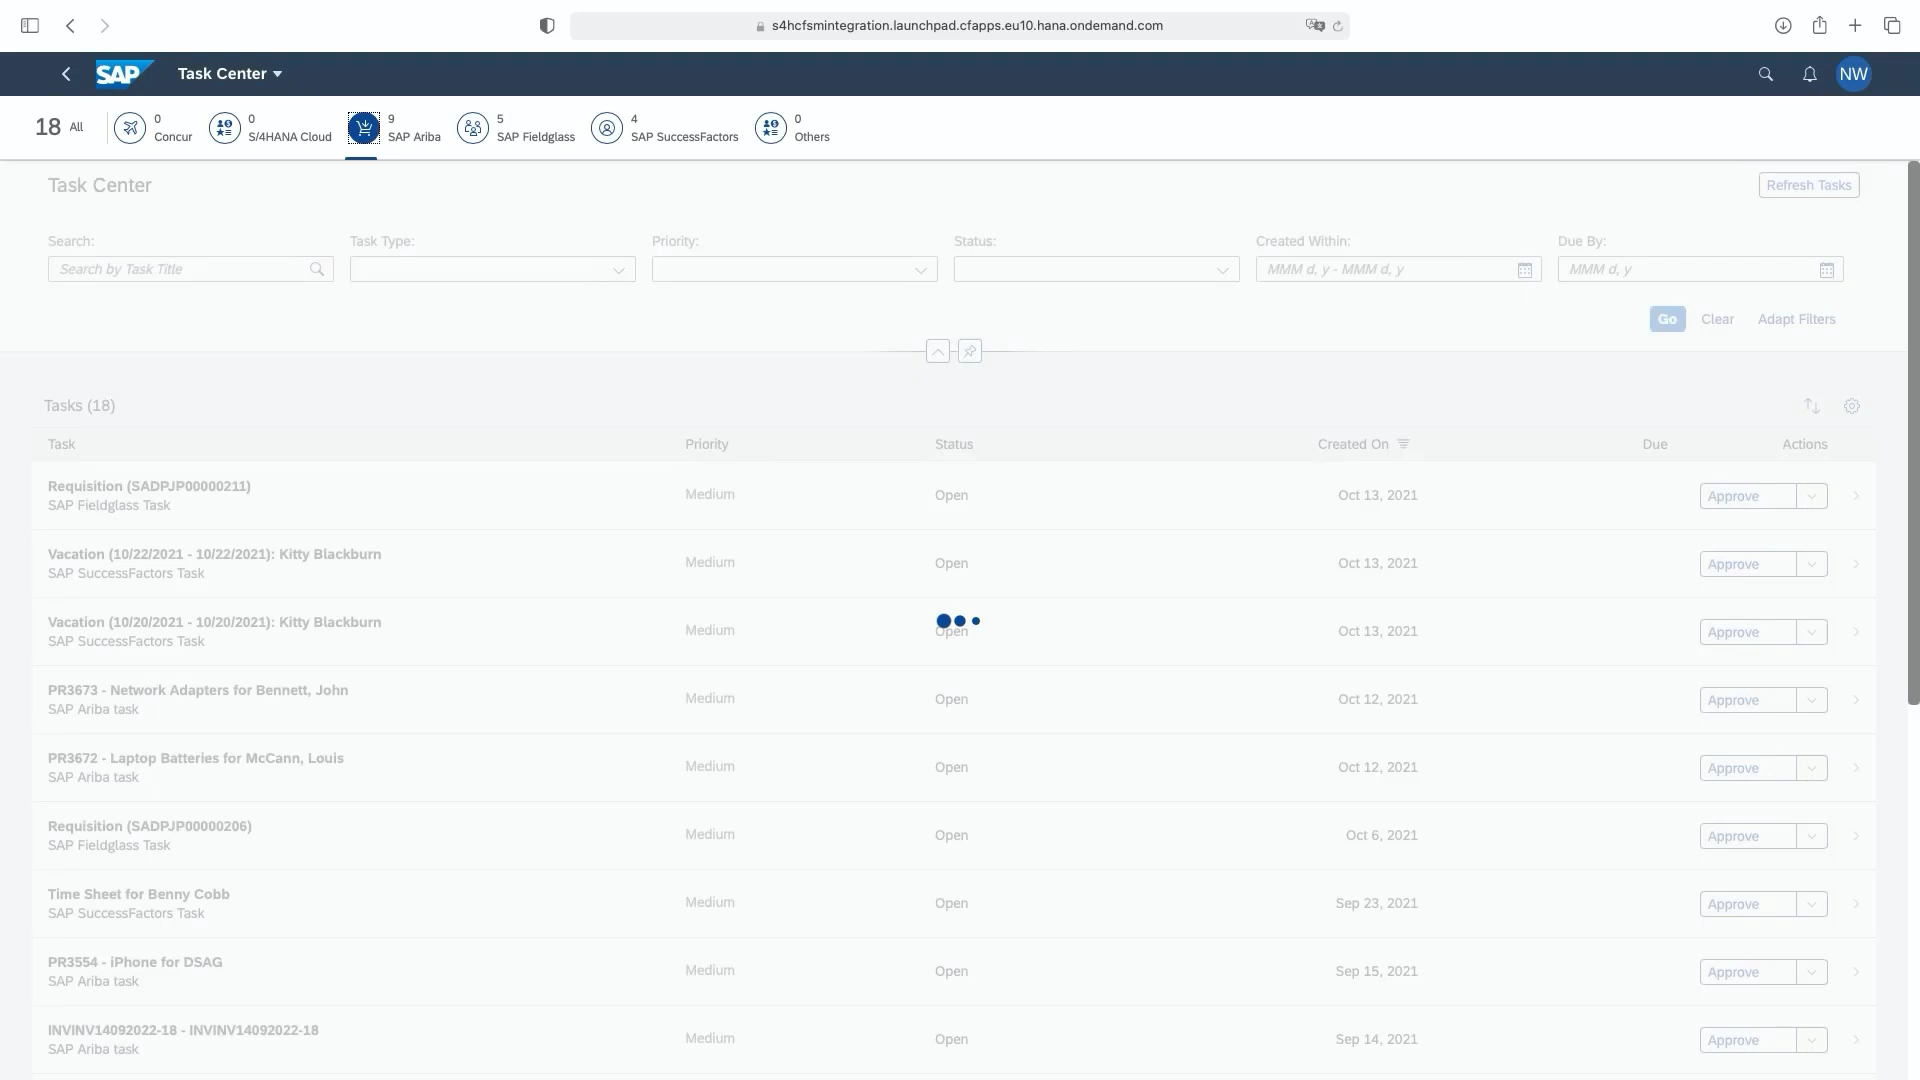 s4hcfsmintegration.launchpad.cfapps.eu10.hana.ondemand.com
SAP Task Center NW
18 All
0 Concur
0 S/4HANA Cloud
9 SAP Ariba
5 SAP Fieldglass
4 SAP SuccessFactors
0 Others
Task Center Refresh Tasks
Search: Task Type: Priority: Status: Created Within: Due By:
Search by Task Title MMM d, y - MMM d, y MMM d, y
Go Clear Adapt Filters
Tasks (18)
Task Priority Status Created On Due Actions
Requisition (SADPJP00000211) Medium Open Oct 13, 2021 Approve
SAP Fieldglass Task
Vacation (10/22/2021 - 10/22/2021): Kitty Blackburn Medium Open Oct 13, 2021 Approve
SAP SuccessFactors Task
Vacation (10/20/2021 - 10/20/2021): Kitty Blackburn Medium Open Oct 13, 2021 Approve
SAP SuccessFactors Task
PR3673 - Network Adapters for Bennett, John Medium Open Oct 12, 2021 Approve
SAP Ariba task
PR3672 - Laptop Batteries for McCann, Louis Medium Open Oct 12, 2021 Approve
SAP Ariba task
Requisition (SADPJP00000206) Medium Open Oct 6, 2021 Approve
SAP Fieldglass Task
Time Sheet for Benny Cobb Medium Open Sep 23, 2021 Approve
SAP SuccessFactors Task
PR3554 - iPhone for DSAG Medium Open Sep 15, 2021 Approve
SAP Ariba task
INVINV14092022-18 - INVINV14092022-18 Medium Open Sep 14, 2021 Approve
SAP Ariba task